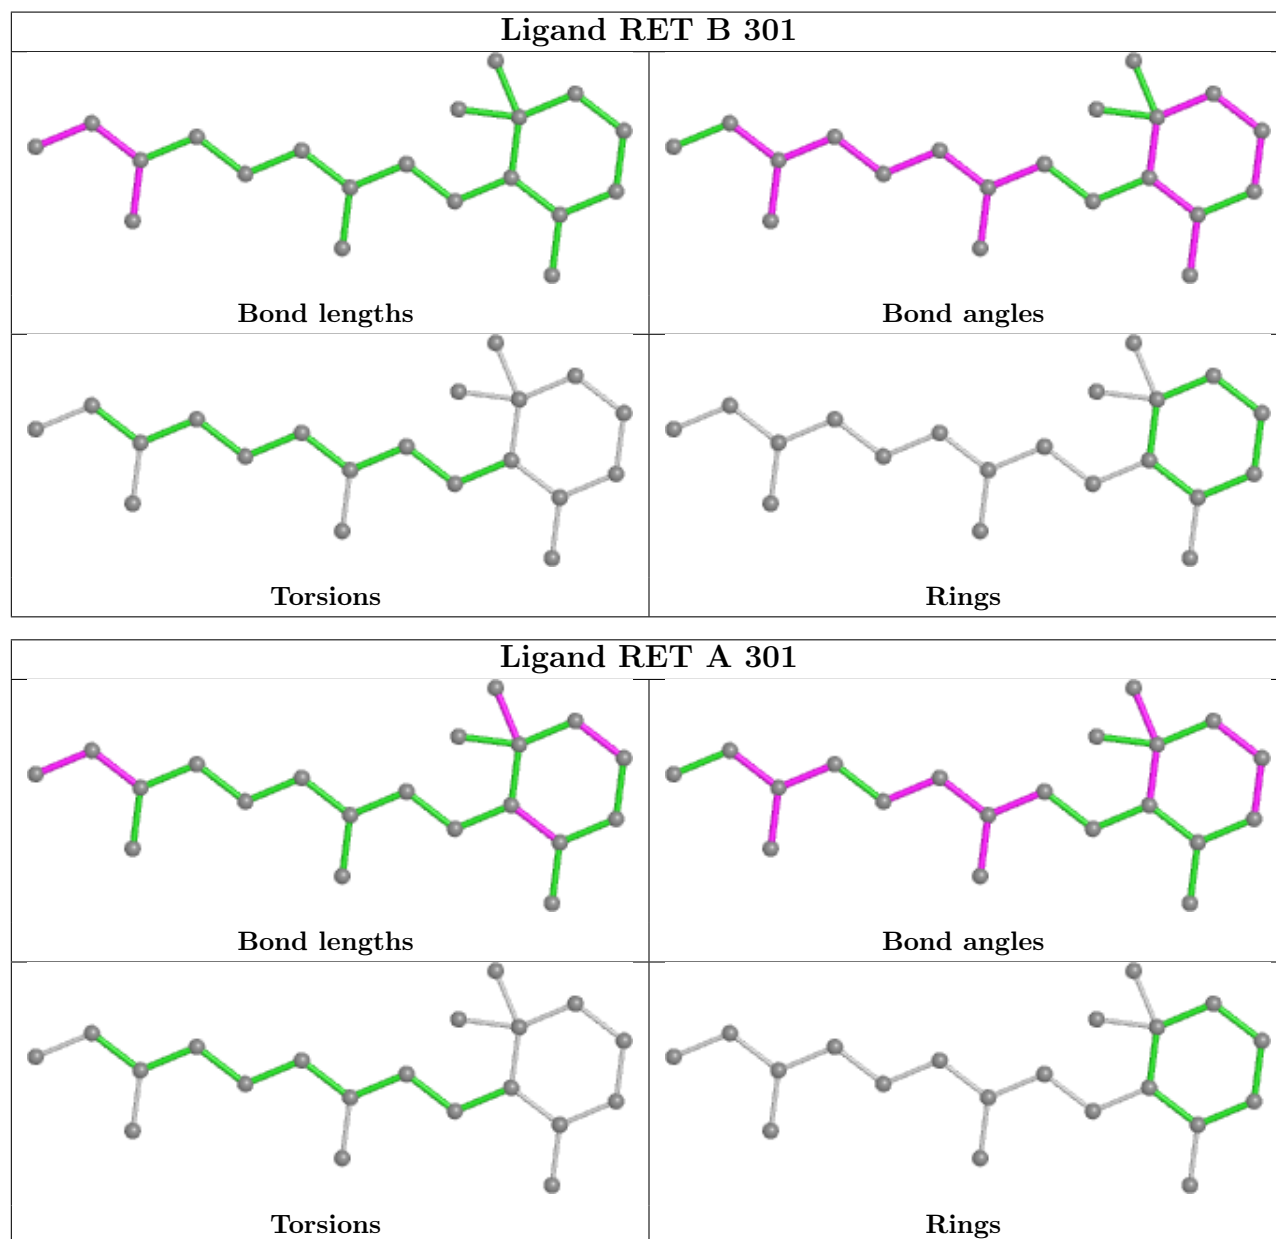 Ligand RET B 301
Bond lengths
Bond angles
Torsions
Rings
Ligand RET A 301
Bond lengths
Bond angles
Torsions
Rings